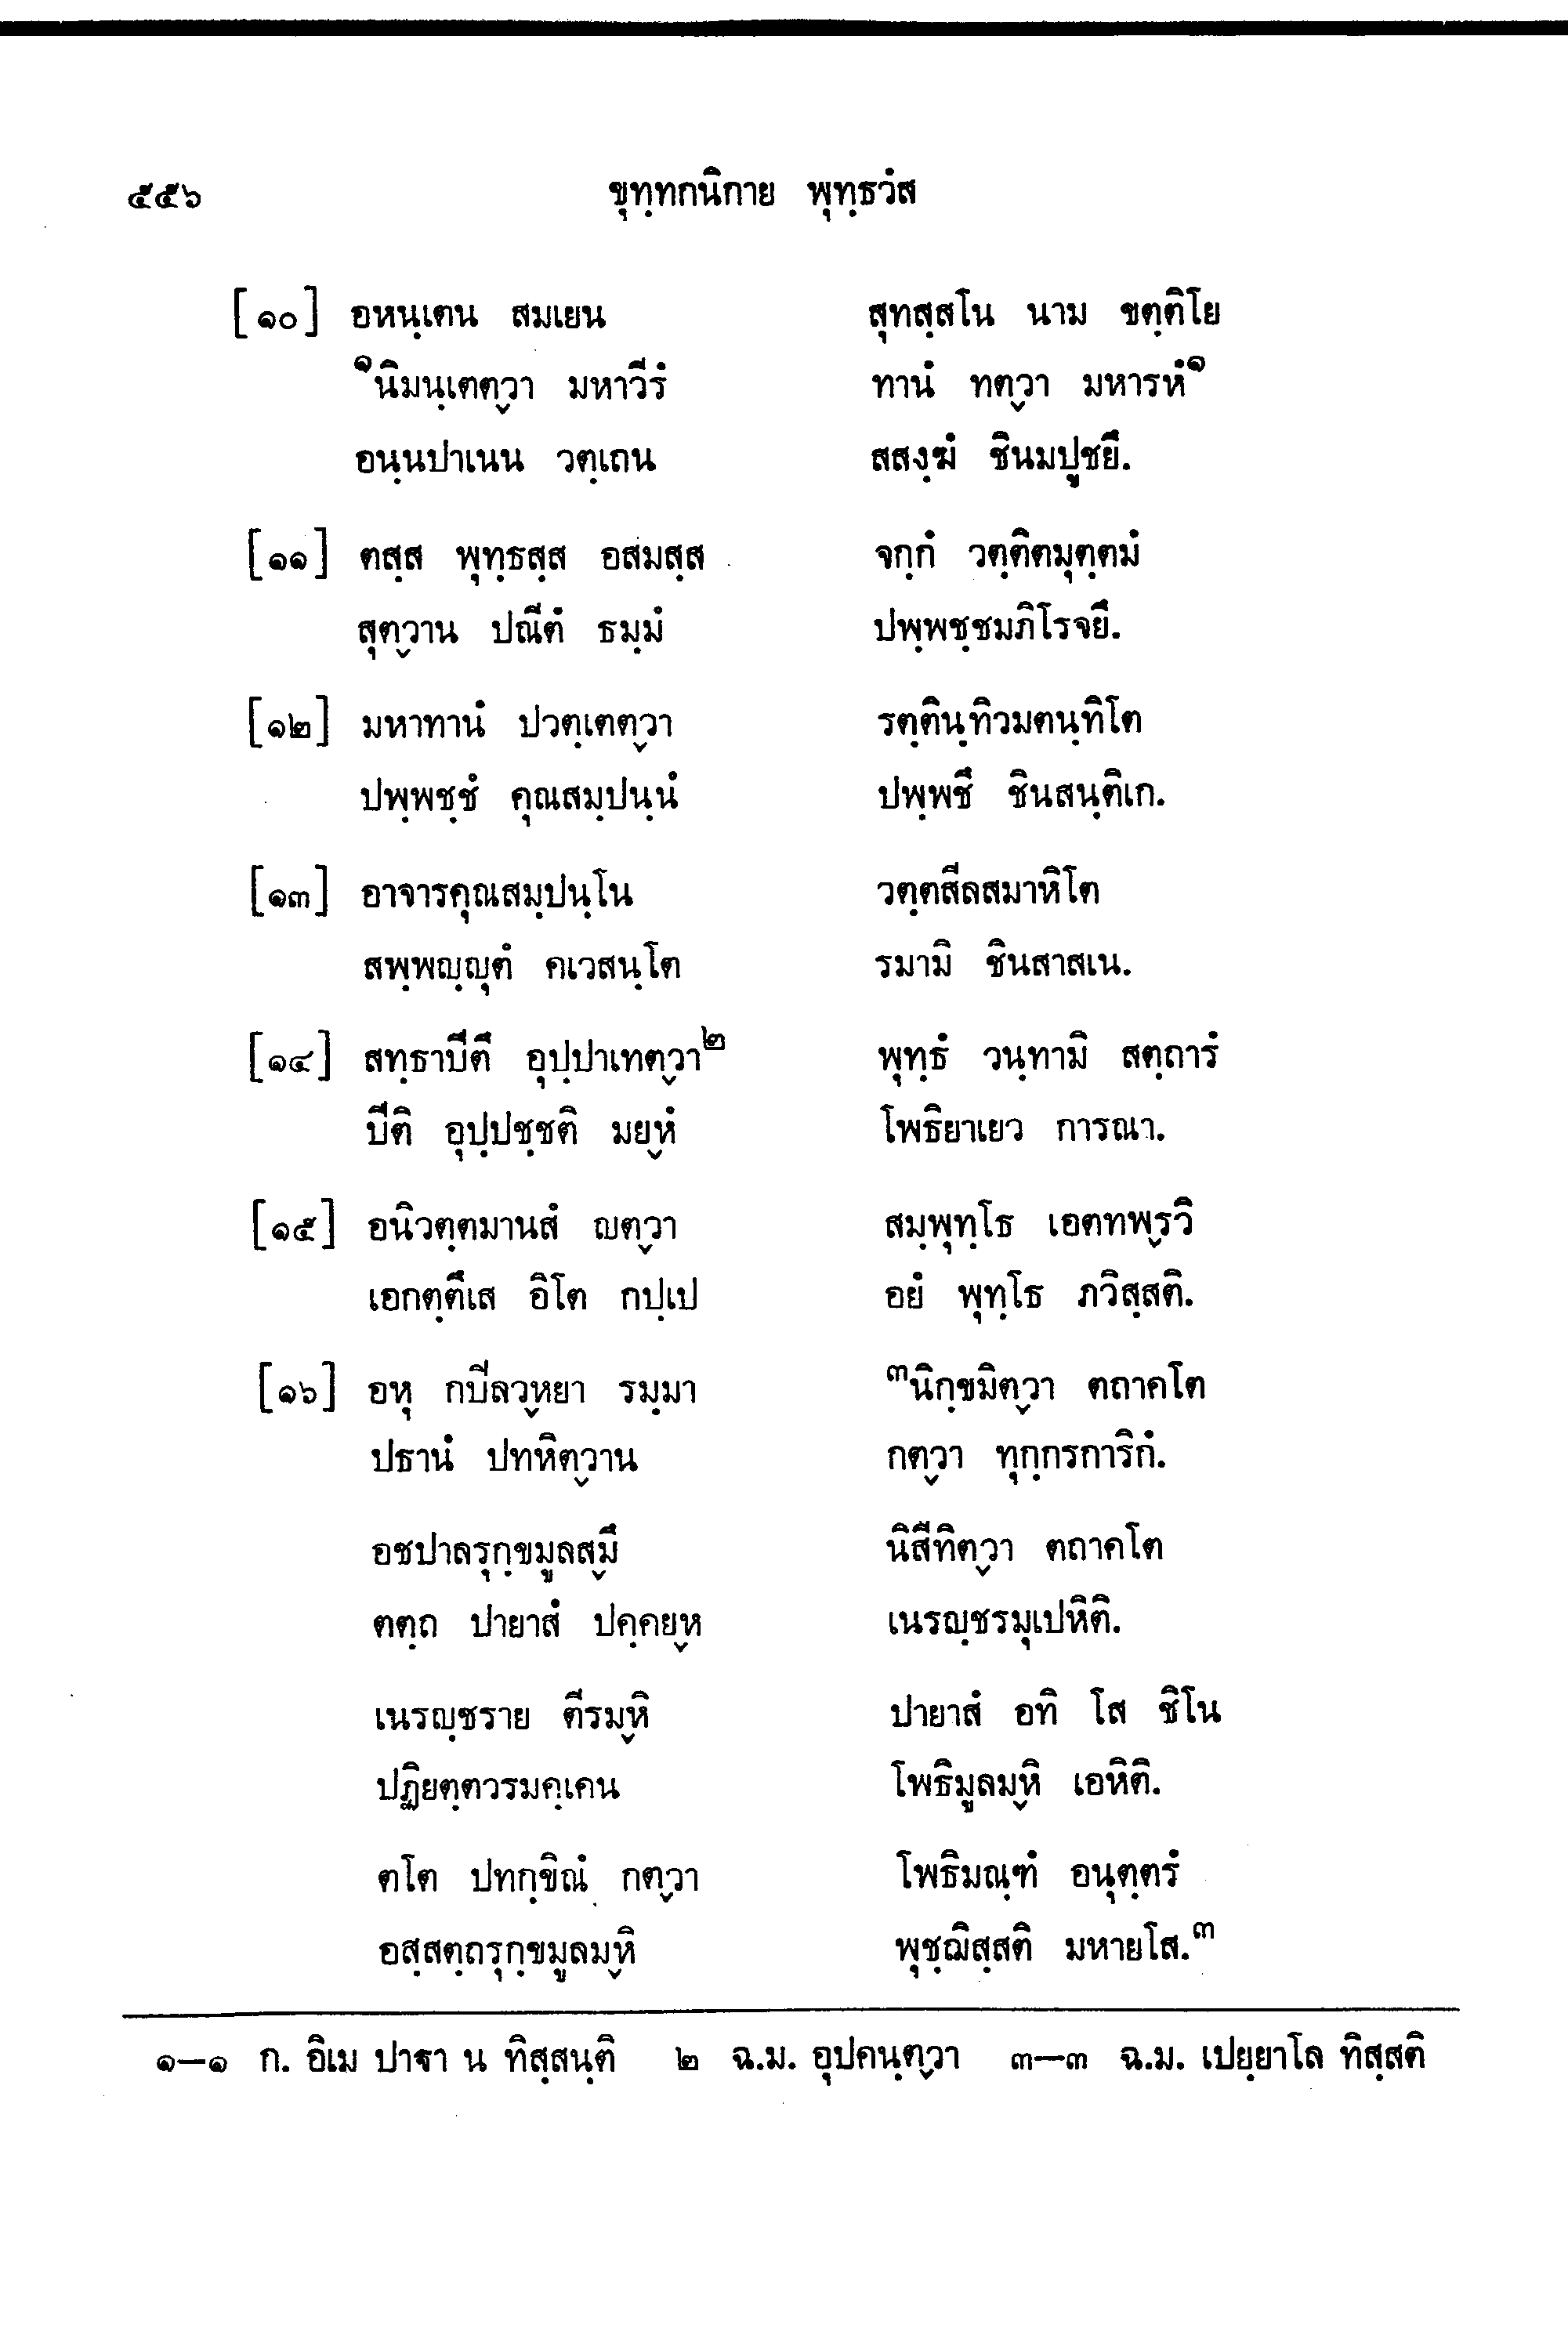 ๕๕๖ ขุทฺทกนิกาย พุทฺธวํส
[๑๐] อหนฺเตน สมเยน สุทสฺสโน นาม ขตฺติโย
๑นิมนฺเตตฺวา มหาวีรํ ทานํ ทตฺวา มหารหํ๑
อนฺนปาเนน วตฺเถน สสงฺฆํ ชินมปูชยึ.
[๑๑] ตสฺส พุทฺธสฺส อสมสฺส จกฺกํ วตฺติตมุตฺตมํ
สุตฺวาน ปณีตํ ธมฺมํ ปพฺพชฺชมภิโรจยึ.
[๑๒] มหาทานํ ปวตฺเตตฺวา รตฺตินฺทิวมตนฺทิโต
ปพฺพชฺชํ คุณสมฺปนฺนํ ปพฺพชึ ชินสนฺติเก.
[๑๓] อาจารคุณสมฺปนฺโน วตฺตสีลสมาหิโต
สพฺพญฺญุตํ คเวสนฺโต รมามิ ชินสาสเน.
[๑๔] สทฺธาปีตึ อุปฺปาเทตฺวา๒ พุทฺธํ วนฺทามิ สตฺถารํ
ปีติ อุปฺปชฺชติ มยฺหํ โพธิยาเยว การณา.
[๑๕] อนิวตฺตมานสํ ญตฺวา สมฺพุทฺโธ เอตทพฺรวิ
เอกตฺตึเส อิโต กปฺเป อยํ พุทฺโธ ภวิสฺสติ.
[๑๖] อหุ กปีลวฺหยา รมฺมา ๓นิกฺขมิตฺวา ตถาคโต
ปธานํ ปทหิตฺวาน กตฺวา ทุกฺกรการิกํ.
อชปาลรุกฺขมูลสฺมึ นิสีทิตฺวา ตถาคโต
ตตฺถ ปายาสํ ปคฺคยฺห เนรญฺชรมุเปหิติ.
เนรญฺชราย ตีรมฺหิ ปายาสํ อทิ โส ชิโน
ปฏิยตฺตวรมคฺเคน โพธิมูลมฺหิ เอหิติ.
ตโต ปทกฺขิณํ กตฺวา โพธิมณฺฑํ อนุตฺตรํ
อสฺสตฺถรุกฺขมูลมฺหิ พุชฺฌิสฺสติ มหายโส.๓
๑—๑ ก. อิเม ปาฐา น ทิสฺสนฺติ ๒ ฉ.ม. อุปคนฺตฺวา ๓—๓ ฉ.ม. เปยฺยาโล ทิสฺสติ